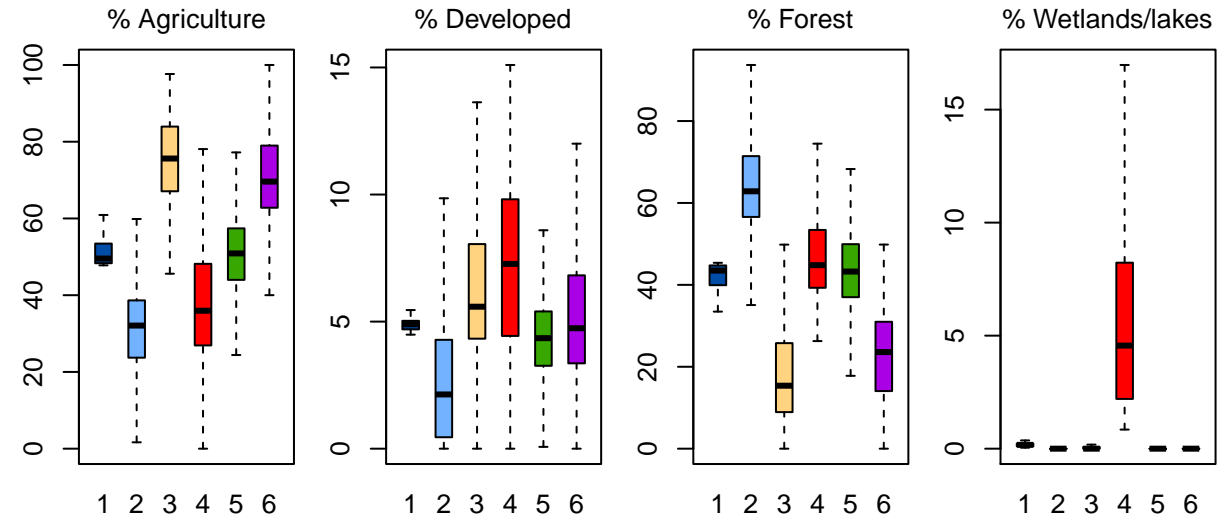 % Agriculture
0 20 40 60 80 100
1 2 3 4 5 6
% Developed
0 5 10 15
1 2 3 4 5 6
% Forest
0 20 40 60 80
1 2 3 4 5 6
% Wetlands/lakes
0 5 10 15
1 2 3 4 5 6